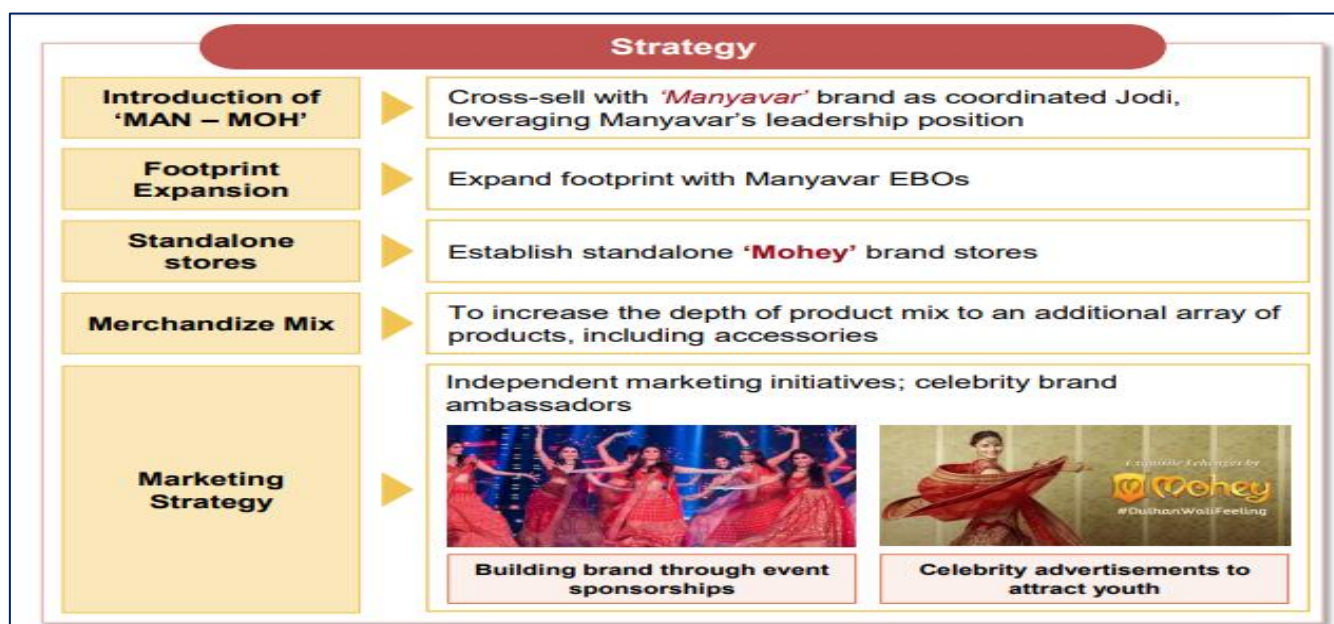 Strategy
Introduction of
'MAN – MOH'
Cross-sell with 'Manyavar' brand as coordinated Jodi,
leveraging Manyavar's leadership position
Footprint
Expansion
Expand footprint with Manyavar EBOs
Standalone
stores
Establish standalone 'Mohey' brand stores
Merchandize Mix
To increase the depth of product mix to an additional array of
products, including accessories
Marketing
Strategy
Independent marketing initiatives; celebrity brand
ambassadors
Exquisite Lehengas by
Mohey
#DulhanWaliFeeling
Building brand through event
sponsorships
Celebrity advertisements to
attract youth